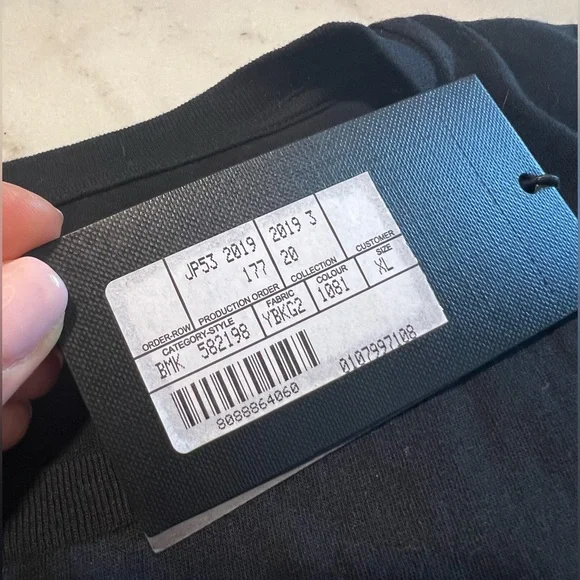 JP53 2019 2019 3
177 20
ORDER-ROW PRODUCTION ORDER COLLECTION CUSTOMER
CATEGORY-STYLE FABRIC COLOUR SIZE
BMK 582198 YBKG2 1081 XL
8088864060 0107997108